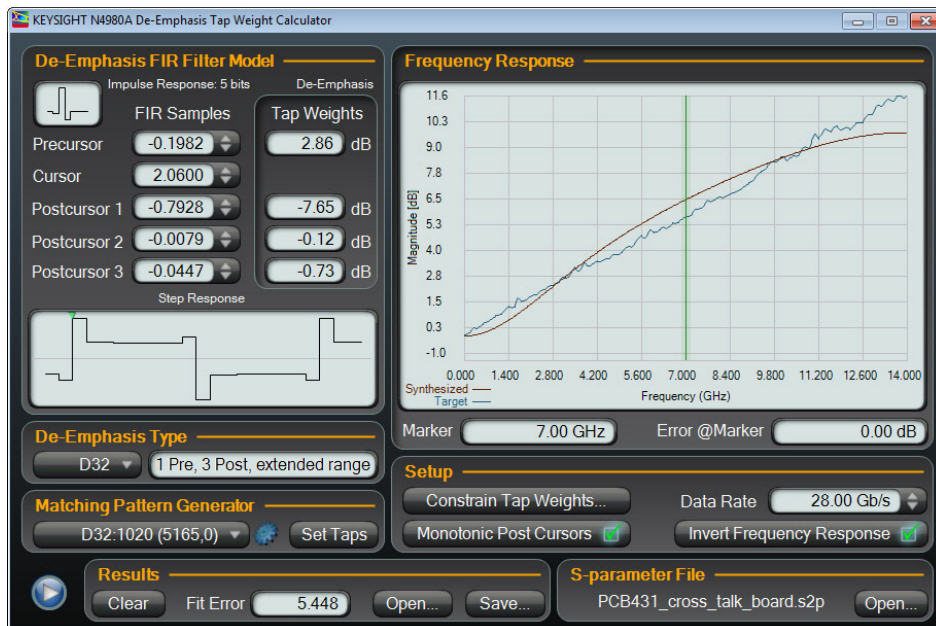 KEYSIGHT N4980A De-Emphasis Tap Weight Calculator
De-Emphasis FIR Filter Model
Impulse Response: 5 bits
De-Emphasis
FIR Samples
Tap Weights
Precursor -0.1982 2.86 dB
Cursor 2.0600
Postcursor 1 -0.7928 -7.65 dB
Postcursor 2 -0.0079 -0.12 dB
Postcursor 3 -0.0447 -0.73 dB
Step Response
De-Emphasis Type
D32 1 Pre, 3 Post, extended range
Matching Pattern Generator
D32:1020 (5165,0) Set Taps
Frequency Response
Magnitude [dB]
11.6
10.3
9.0
7.8
6.5
5.3
4.0
2.8
1.5
0.3
-1.0
0.000 1.400 2.800 4.200 5.600 7.000 8.400 9.800 11.200 12.600 14.000
Synthesized
Target
Frequency (GHz)
Marker 7.00 GHz Error @Marker 0.00 dB
Setup
Constrain Tap Weights... Data Rate 28.00 Gb/s
Monotonic Post Cursors Invert Frequency Response
Results
Clear Fit Error 5.448 Open... Save...
S-parameter File
PCB431_cross_talk_board.s2p Open...